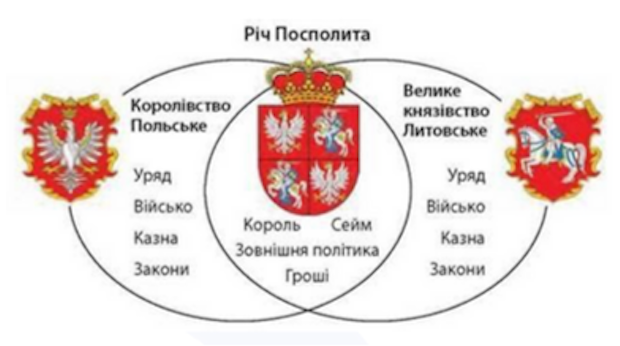 Річ Посполита
Королівство
Польське
Уряд
Військо
Казна
Закони
Король Сейм
Зовнішня політика
Гроші
Велике
князівство
Литовське
Уряд
Військо
Казна
Закони